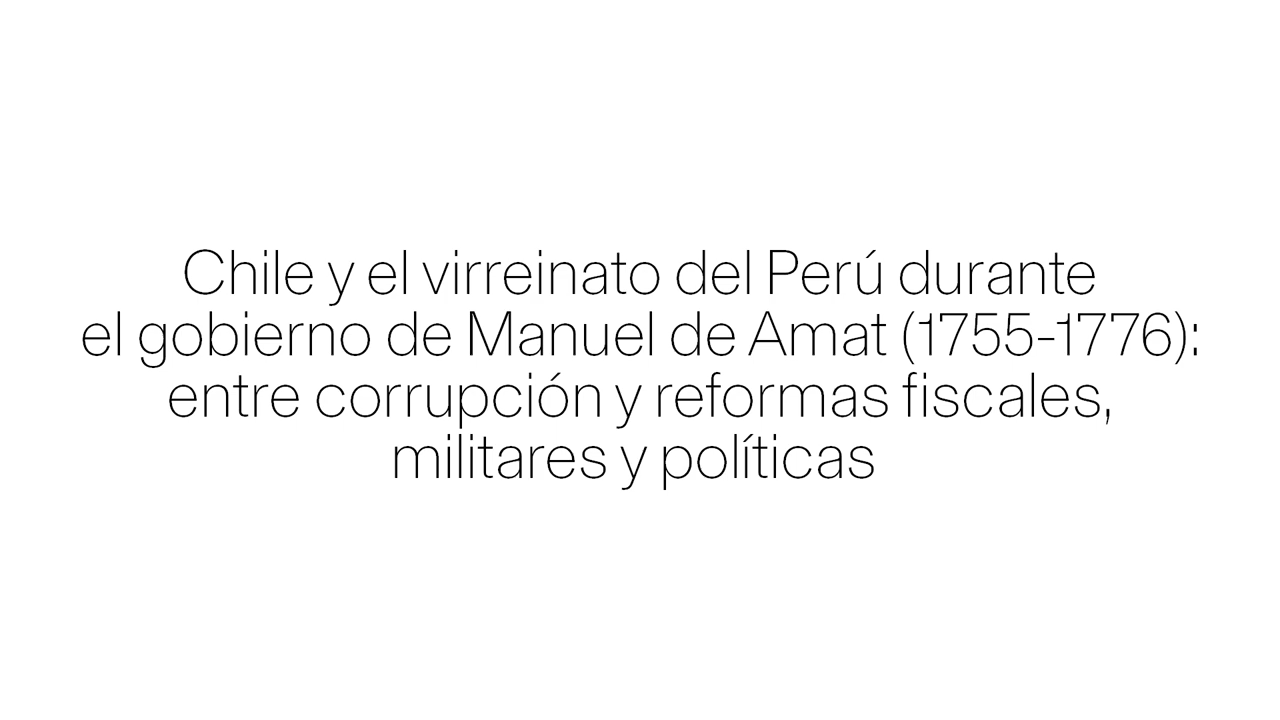 Chile y el virreinato del Perú durante
el gobierno de Manuel de Amat (1755-1776):
entre corrupción y reformas fiscales,
militares y políticas